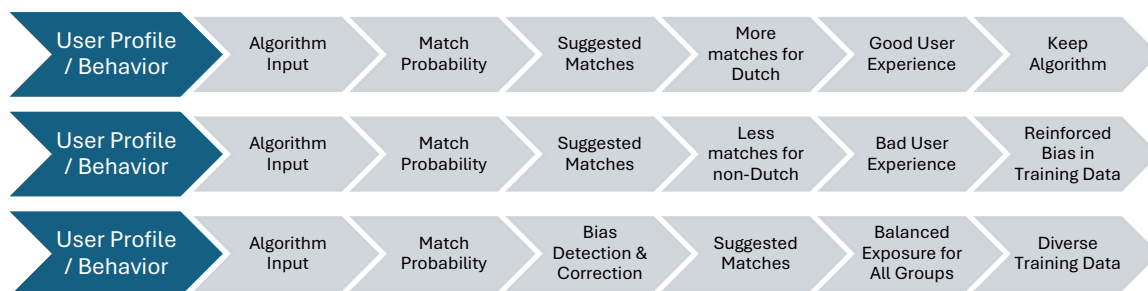 User Profile
/ Behavior
Algorithm
Input
Match
Probability
Suggested
Matches
More
matches for
Dutch
Good User
Experience
Keep
Algorithm
User Profile
/ Behavior
Algorithm
Input
Match
Probability
Suggested
Matches
Less
matches for
non-Dutch
Bad User
Experience
Reinforced
Bias in
Training Data
User Profile
/ Behavior
Algorithm
Input
Match
Probability
Bias
Detection &
Correction
Suggested
Matches
Balanced
Exposure for
All Groups
Diverse
Training Data